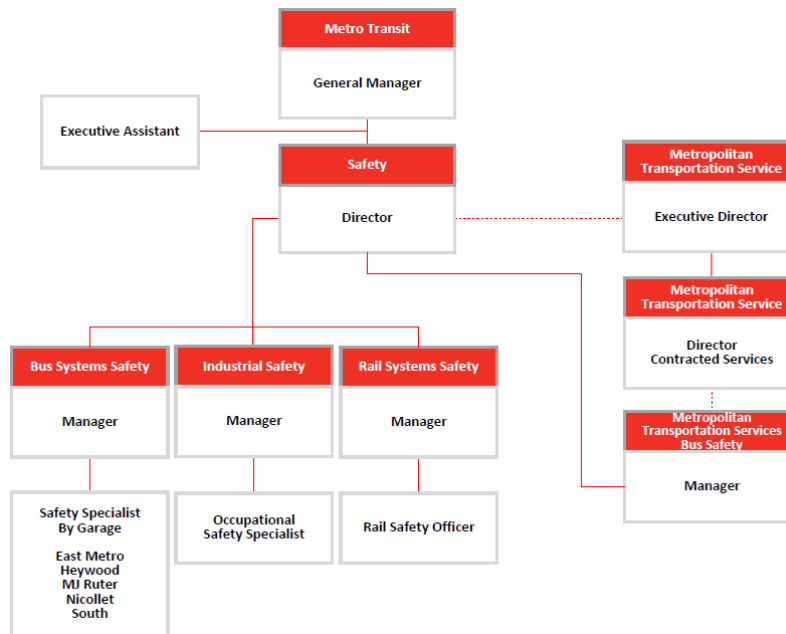 Metro Transit
General Manager
Executive Assistant
Safety
Director
Metropolitan
Transportation Service
Executive Director
Metropolitan
Transportation Service
Director
Contracted Services
Bus Systems Safety
Manager
Industrial Safety
Manager
Rail Systems Safety
Manager
Metropolitan
Transportation Services
Bus Safety
Manager
Safety Specialist
By Garage
East Metro
Heywood
MJ Ruter
Nicollet
South
Occupational
Safety Specialist
Rail Safety Officer